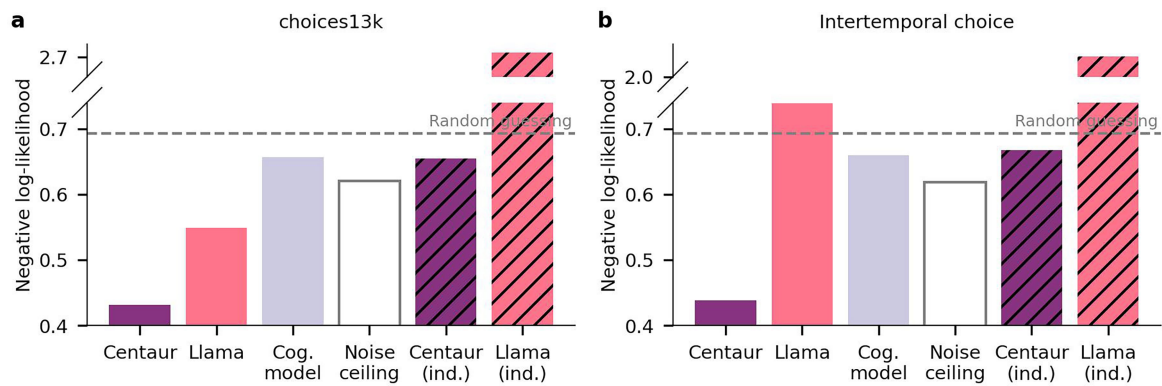 a
choices13k
Negative log-likelihood
2.7
0.7
0.6
0.5
0.4
Random guessing
Centaur
Llama
Cog.
model
Noise
ceiling
Centaur
(ind.)
Llama
(ind.)
b
Intertemporal choice
Negative log-likelihood
2.0
0.7
0.6
0.5
0.4
Random guessing
Centaur
Llama
Cog.
model
Noise
ceiling
Centaur
(ind.)
Llama
(ind.)